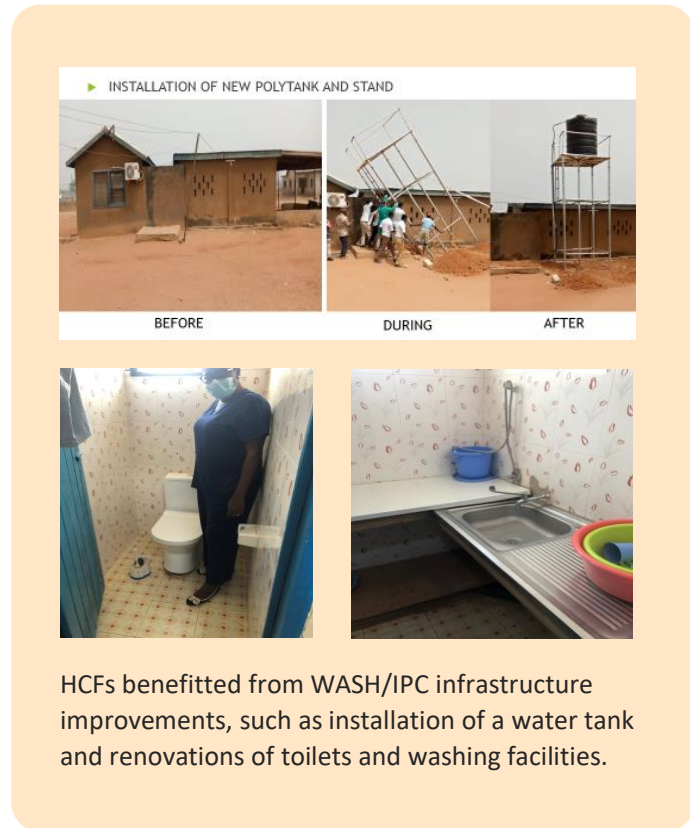 INSTALLATION OF NEW POLYTANK AND STAND
BEFORE
DURING
AFTER
HCFs benefitted from WASH/IPC infrastructure
improvements, such as installation of a water tank
and renovations of toilets and washing facilities.